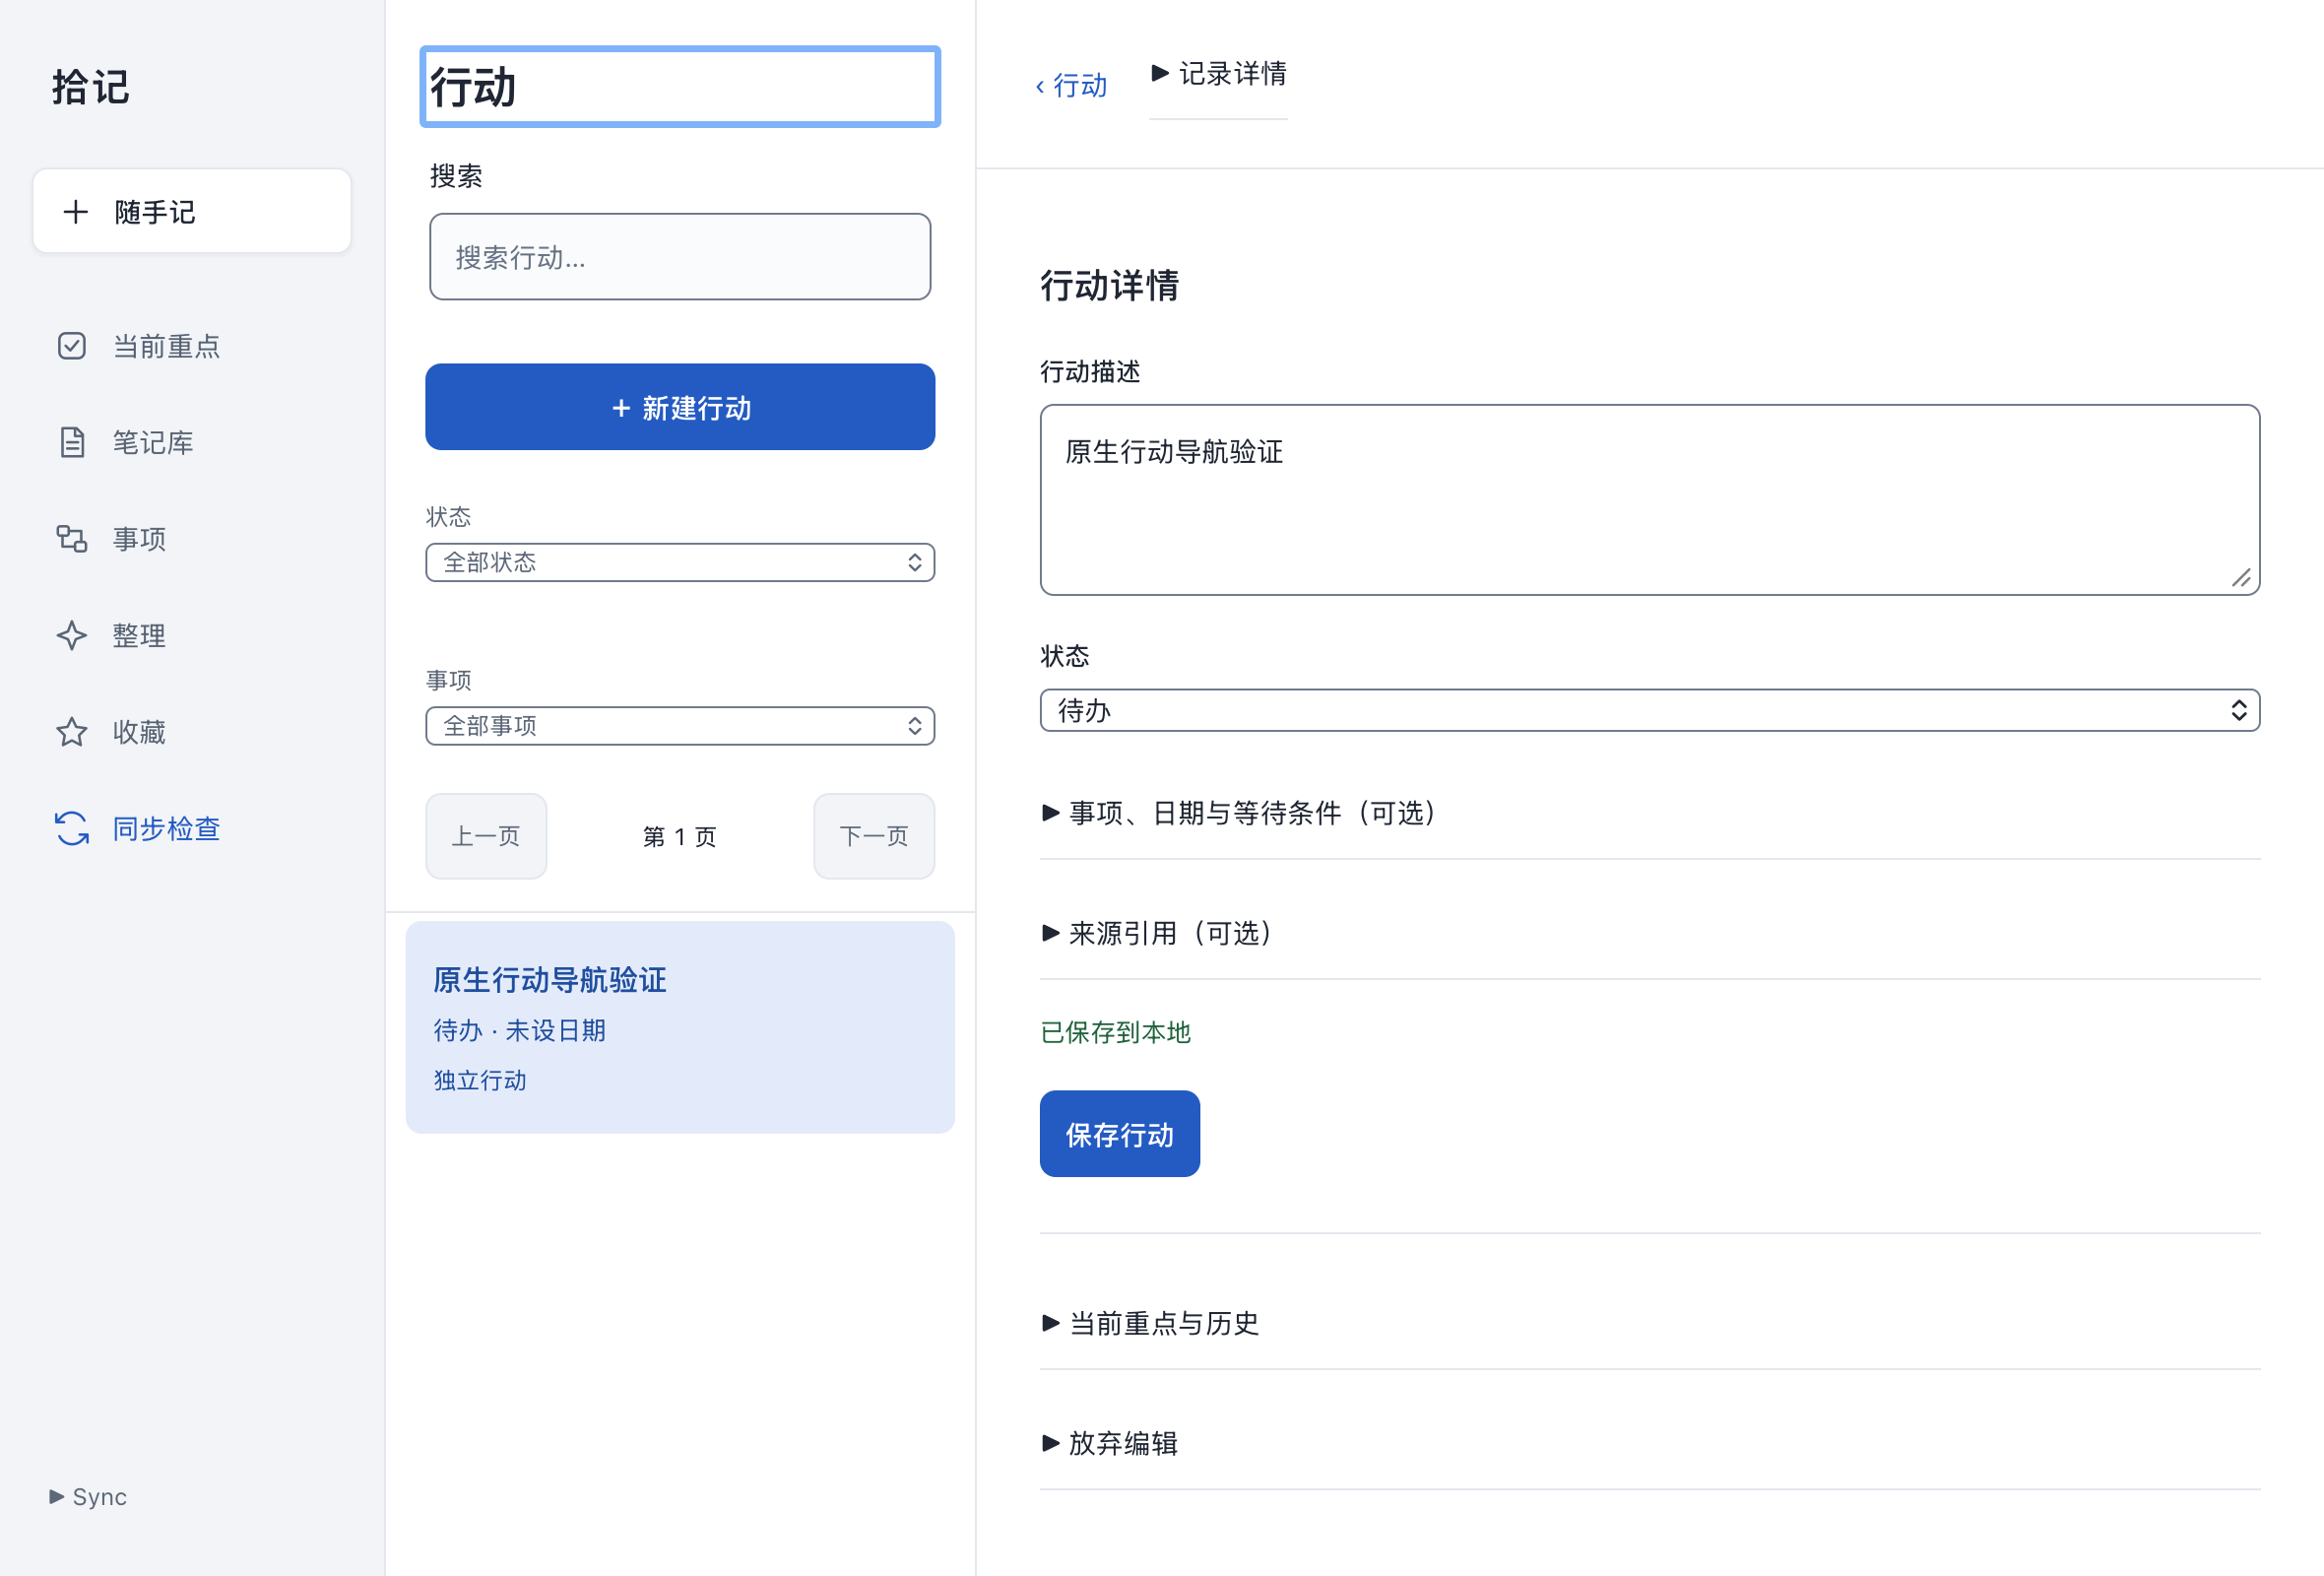 拾记
+ 随手记
当前重点
笔记库
事项
整理
收藏
同步检查
▶ Sync
行动
搜索
搜索行动...
+ 新建行动
状态
全部状态
事项
全部事项
上一页
第 1 页
下一页
原生行动导航验证
待办 · 未设日期
独立行动
‹ 行动
▶ 记录详情
行动详情
行动描述
原生行动导航验证
状态
待办
▶ 事项、日期与等待条件（可选）
▶ 来源引用（可选）
已保存到本地
保存行动
▶ 当前重点与历史
▶ 放弃编辑